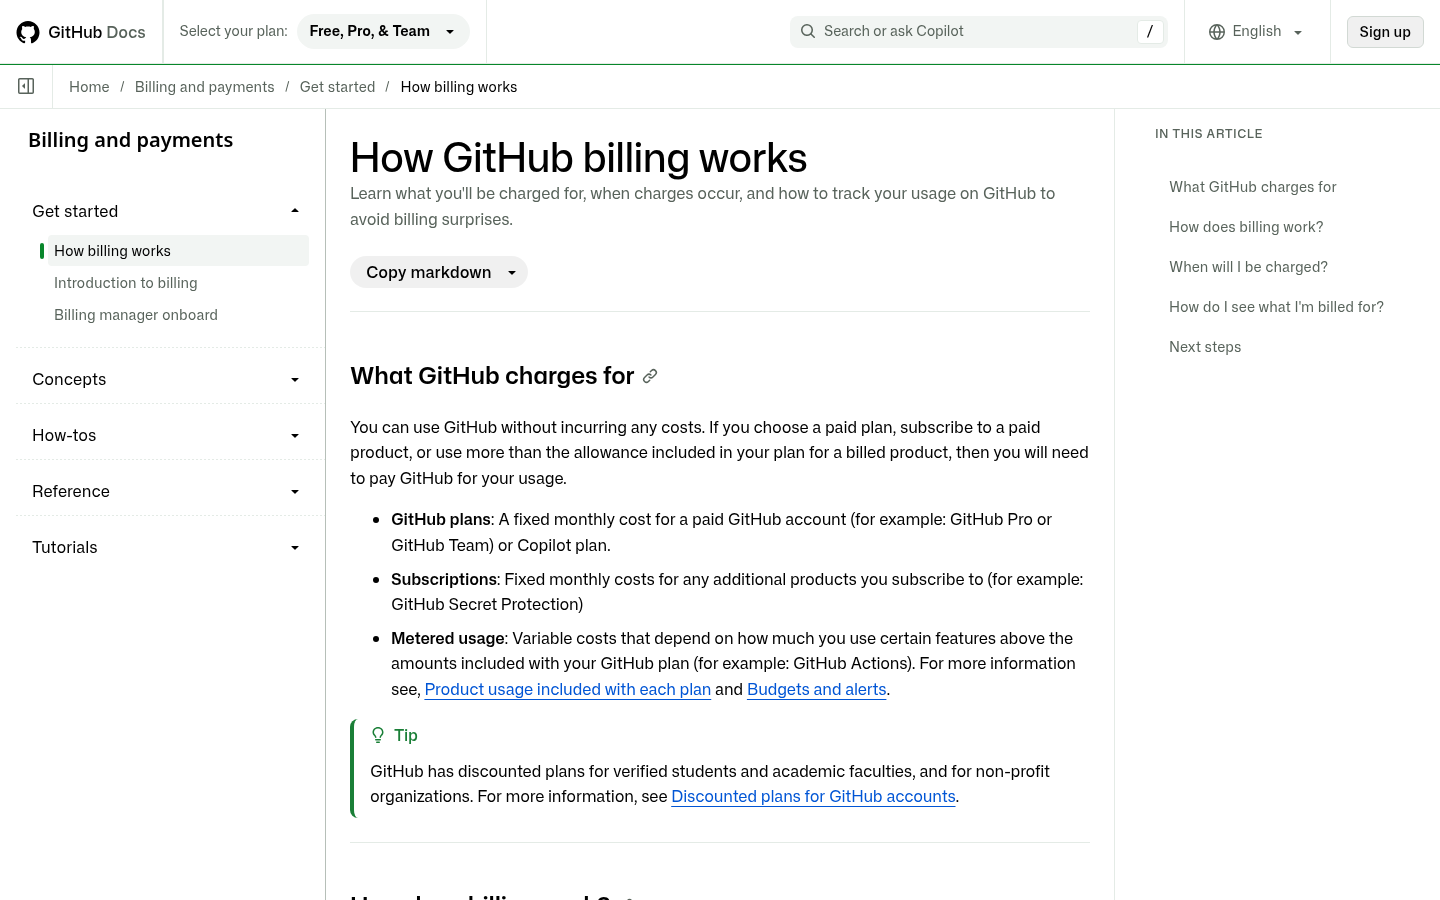 GitHub Docs
Select your plan: Free, Pro, & Team
Search or ask Copilot /
English
Sign up
Home / Billing and payments / Get started / How billing works
Billing and payments
Get started
How billing works
Introduction to billing
Billing manager onboard
Concepts
How-tos
Reference
Tutorials
How GitHub billing works
Learn what you'll be charged for, when charges occur, and how to track your usage on GitHub to
avoid billing surprises.
Copy markdown
What GitHub charges for
You can use GitHub without incurring any costs. If you choose a paid plan, subscribe to a paid
product, or use more than the allowance included in your plan for a billed product, then you will need
to pay GitHub for your usage.
GitHub plans: A fixed monthly cost for a paid GitHub account (for example: GitHub Pro or
GitHub Team) or Copilot plan.
Subscriptions: Fixed monthly costs for any additional products you subscribe to (for example:
GitHub Secret Protection)
Metered usage: Variable costs that depend on how much you use certain features above the
amounts included with your GitHub plan (for example: GitHub Actions). For more information
see, Product usage included with each plan and Budgets and alerts.
Tip
GitHub has discounted plans for verified students and academic faculties, and for non-profit
organizations. For more information, see Discounted plans for GitHub accounts.
IN THIS ARTICLE
What GitHub charges for
How does billing work?
When will I be charged?
How do I see what I'm billed for?
Next steps